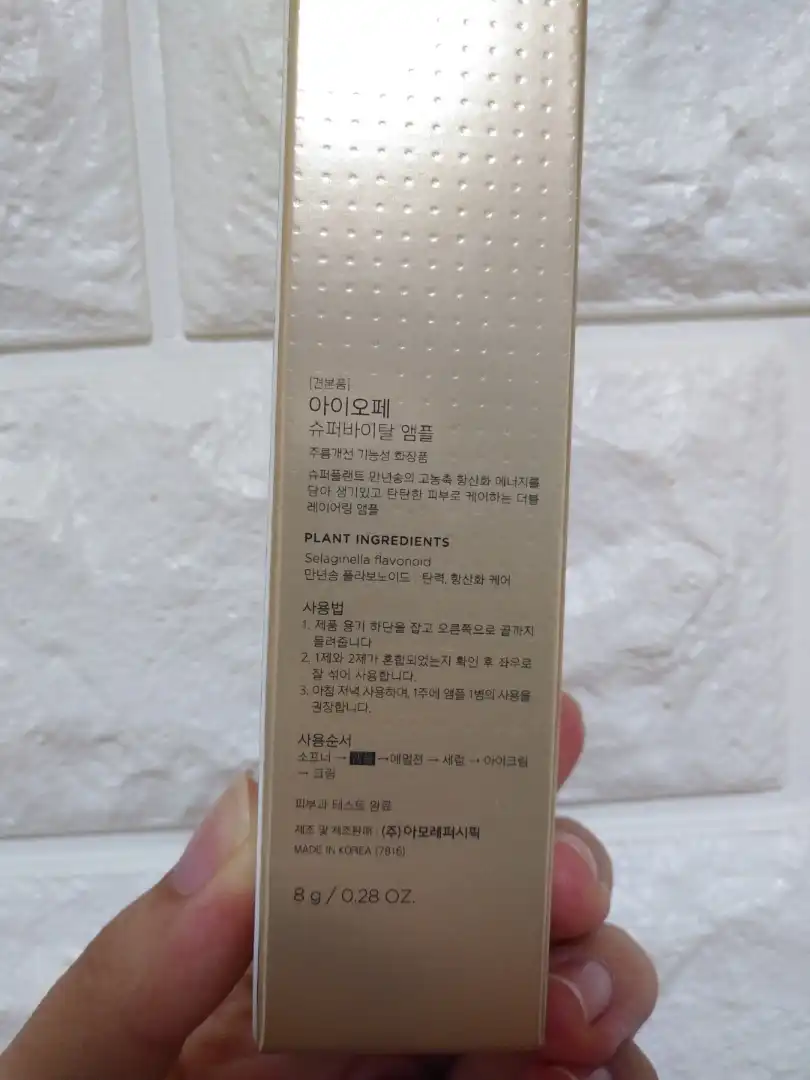 [견본품]
아이오페
슈퍼바이탈 앰플
주름개선 기능성 화장품
슈퍼플랜트 만년송의 고농축 항산화 에너지를
담아 생기있고 탄탄한 피부로 케어하는 더블
레이어링 앰플
PLANT INGREDIENTS
Selaginella flavonoid
만년송 플라보노이드 탄력, 항산화 케어
사용법
1. 제품 용기 하단을 잡고 오른쪽으로 끝까지
돌려줍니다
2. 1제와 2제가 혼합되었는지 확인 후 좌우로
잘 섞어 사용합니다.
3. 아침 저녁 사용하며, 1주에 앰플 1병의 사용을
권장합니다.
사용순서
소프너 → 앰플 → 에멀젼 → 세럼 → 아이크림
→ 크림
피부과 테스트 완료
제조 및 제조판매 : (주)아모레퍼시픽
MADE IN KOREA (7816)
8 g / 0.28 OZ.